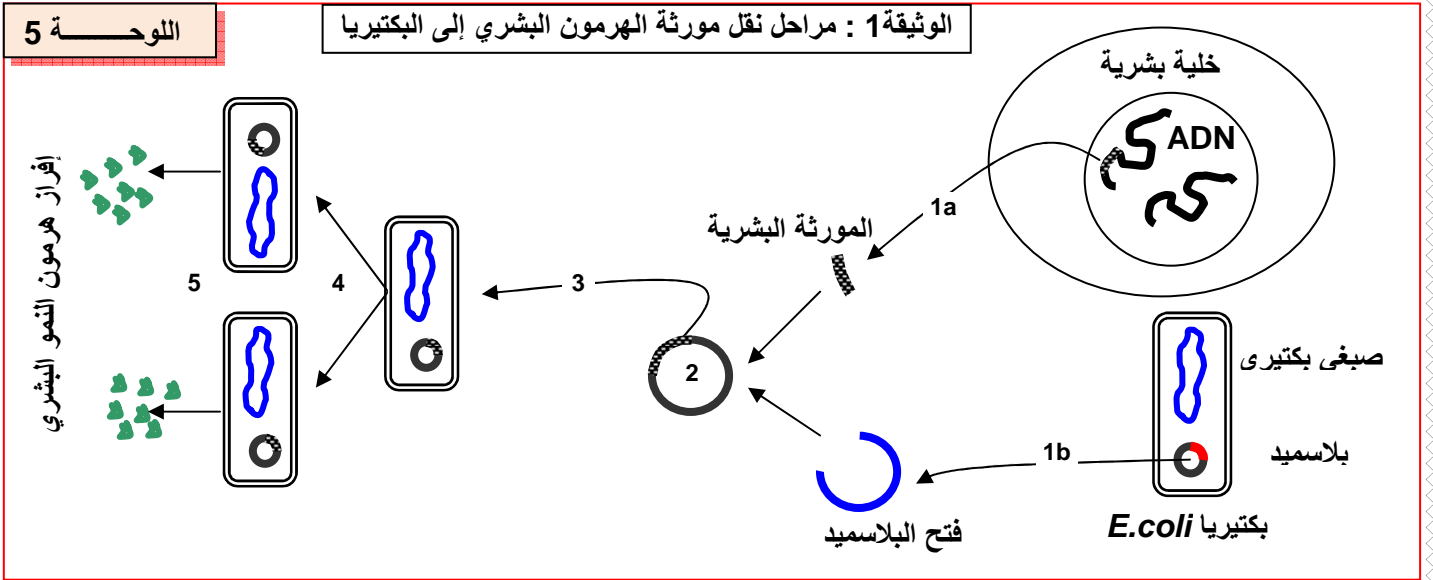 اللوحـــــــــة 5
الوثيقة1 : مراحل نقل مورثة الهرمون البشري إلى البكتيريا
خلية بشرية
ADN
1a
المورثة البشرية
2
3
4
5
إفراز هرمون النمو البشري
صبغي بكتيري
بلاسميد
1b
فتح البلاسميد
بكتيريا E.coli